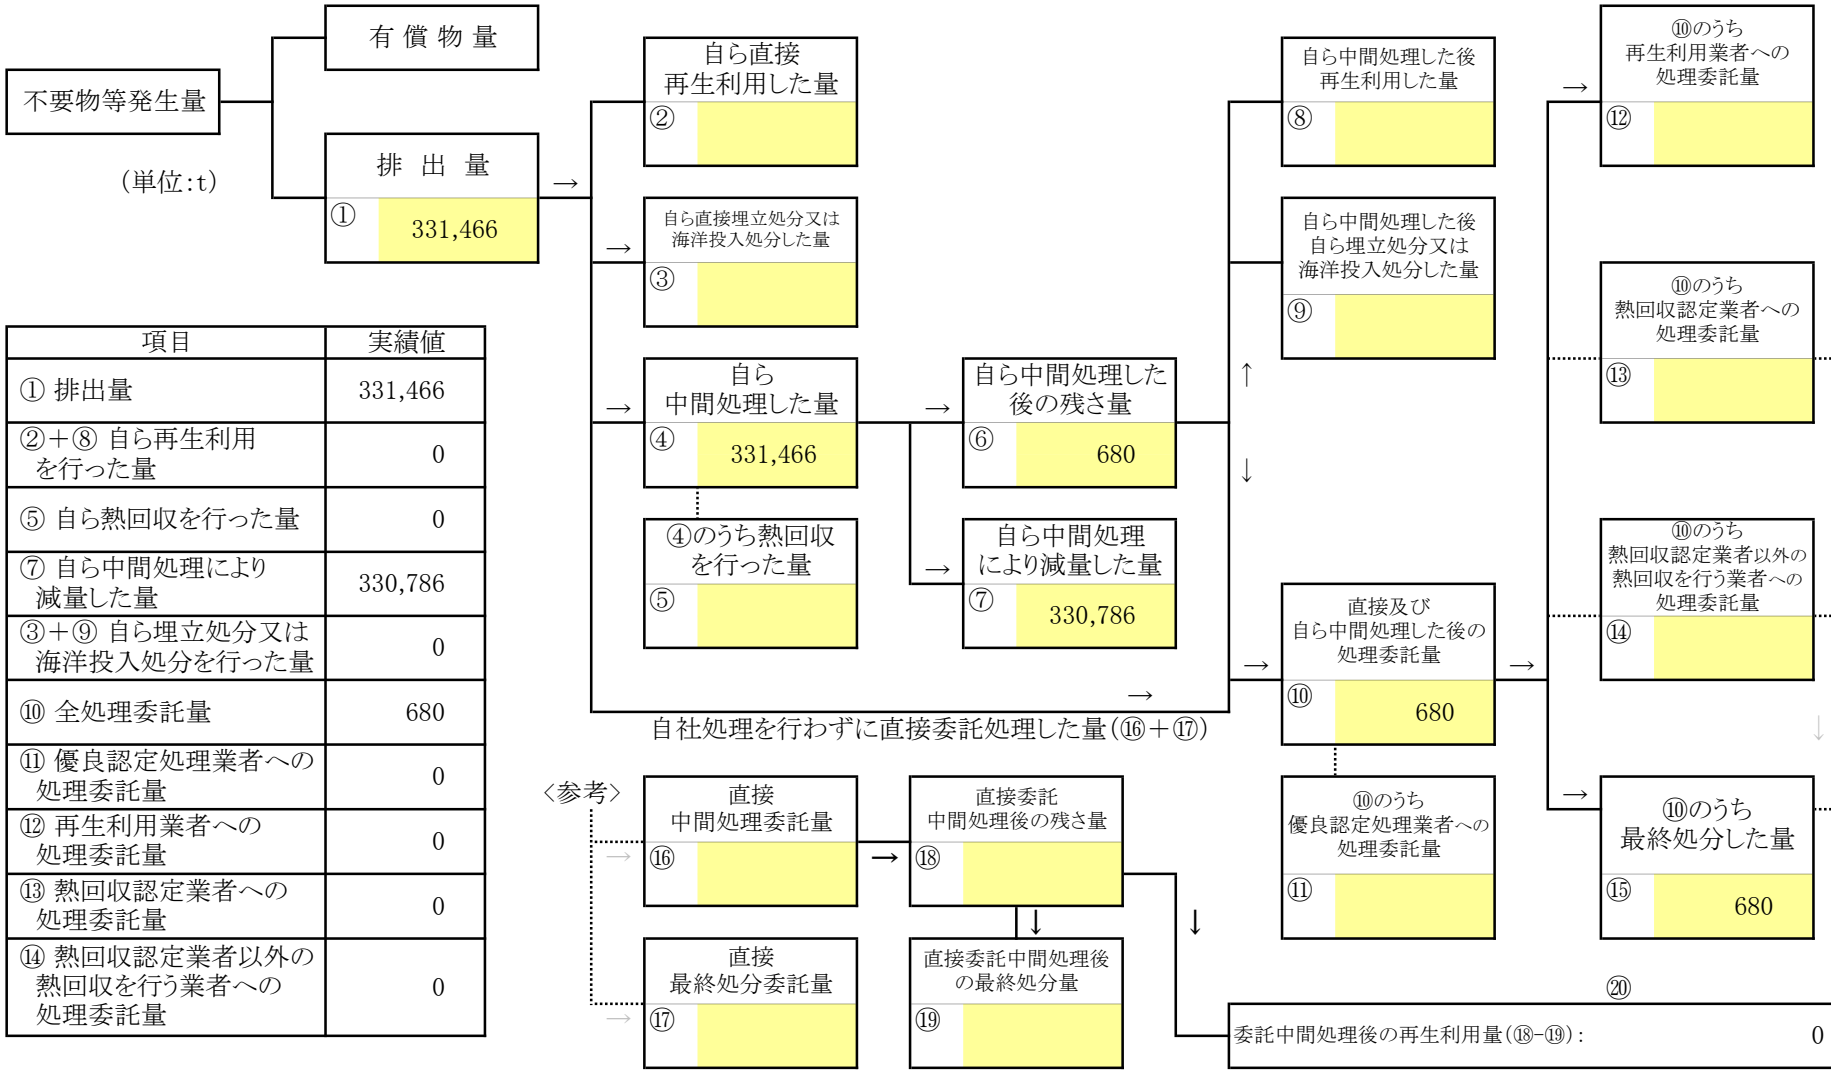 有 償 物 量
不要物等発生量
(単位:t)
排 出 量
→
①
331,466
自ら直接
再生利用した量
②
→
自ら直接埋立処分又は
海洋投入処分した量
③
→
自ら
中間処理した量
④
331,466
④のうち熱回収
を行った量
⑤
→
自ら中間処理した
後の残さ量
⑥
680
→
自ら中間処理
により減量した量
⑦
330,786
↑
↓
自ら中間処理した後
再生利用した量
⑧
自ら中間処理した後
自ら埋立処分又は
海洋投入処分した量
⑨
→
自社処理を行わずに直接委託処理した量(⑯+⑰)
→
直接及び
自ら中間処理した後の
処理委託量
⑩
680
⑩のうち
優良認定処理業者への
処理委託量
⑪
→
→
⑩のうち
再生利用業者への
処理委託量
⑫
⑩のうち
熱回収認定業者への
処理委託量
⑬
⑩のうち
熱回収認定業者以外の
熱回収を行う業者への
処理委託量
⑭
↓
→
⑩のうち
最終処分した量
⑮
680
項目 実績値
① 排出量 331,466
②+⑧ 自ら再生利用
を行った量 0
⑤ 自ら熱回収を行った量 0
⑦ 自ら中間処理により
減量した量 330,786
③+⑨ 自ら埋立処分又は
海洋投入処分を行った量 0
⑩ 全処理委託量 680
⑪ 優良認定処理業者への
処理委託量 0
⑫ 再生利用業者への
処理委託量 0
⑬ 熱回収認定業者への
処理委託量 0
⑭ 熱回収認定業者以外の
熱回収を行う業者への
処理委託量 0
<参考>
→
直接
中間処理委託量
⑯
→
直接
最終処分委託量
⑰
→
直接委託
中間処理後の残さ量
⑱
↓
直接委託中間処理後
の最終処分量
⑲
↓
⑳
委託中間処理後の再生利用量(⑱-⑲): 0